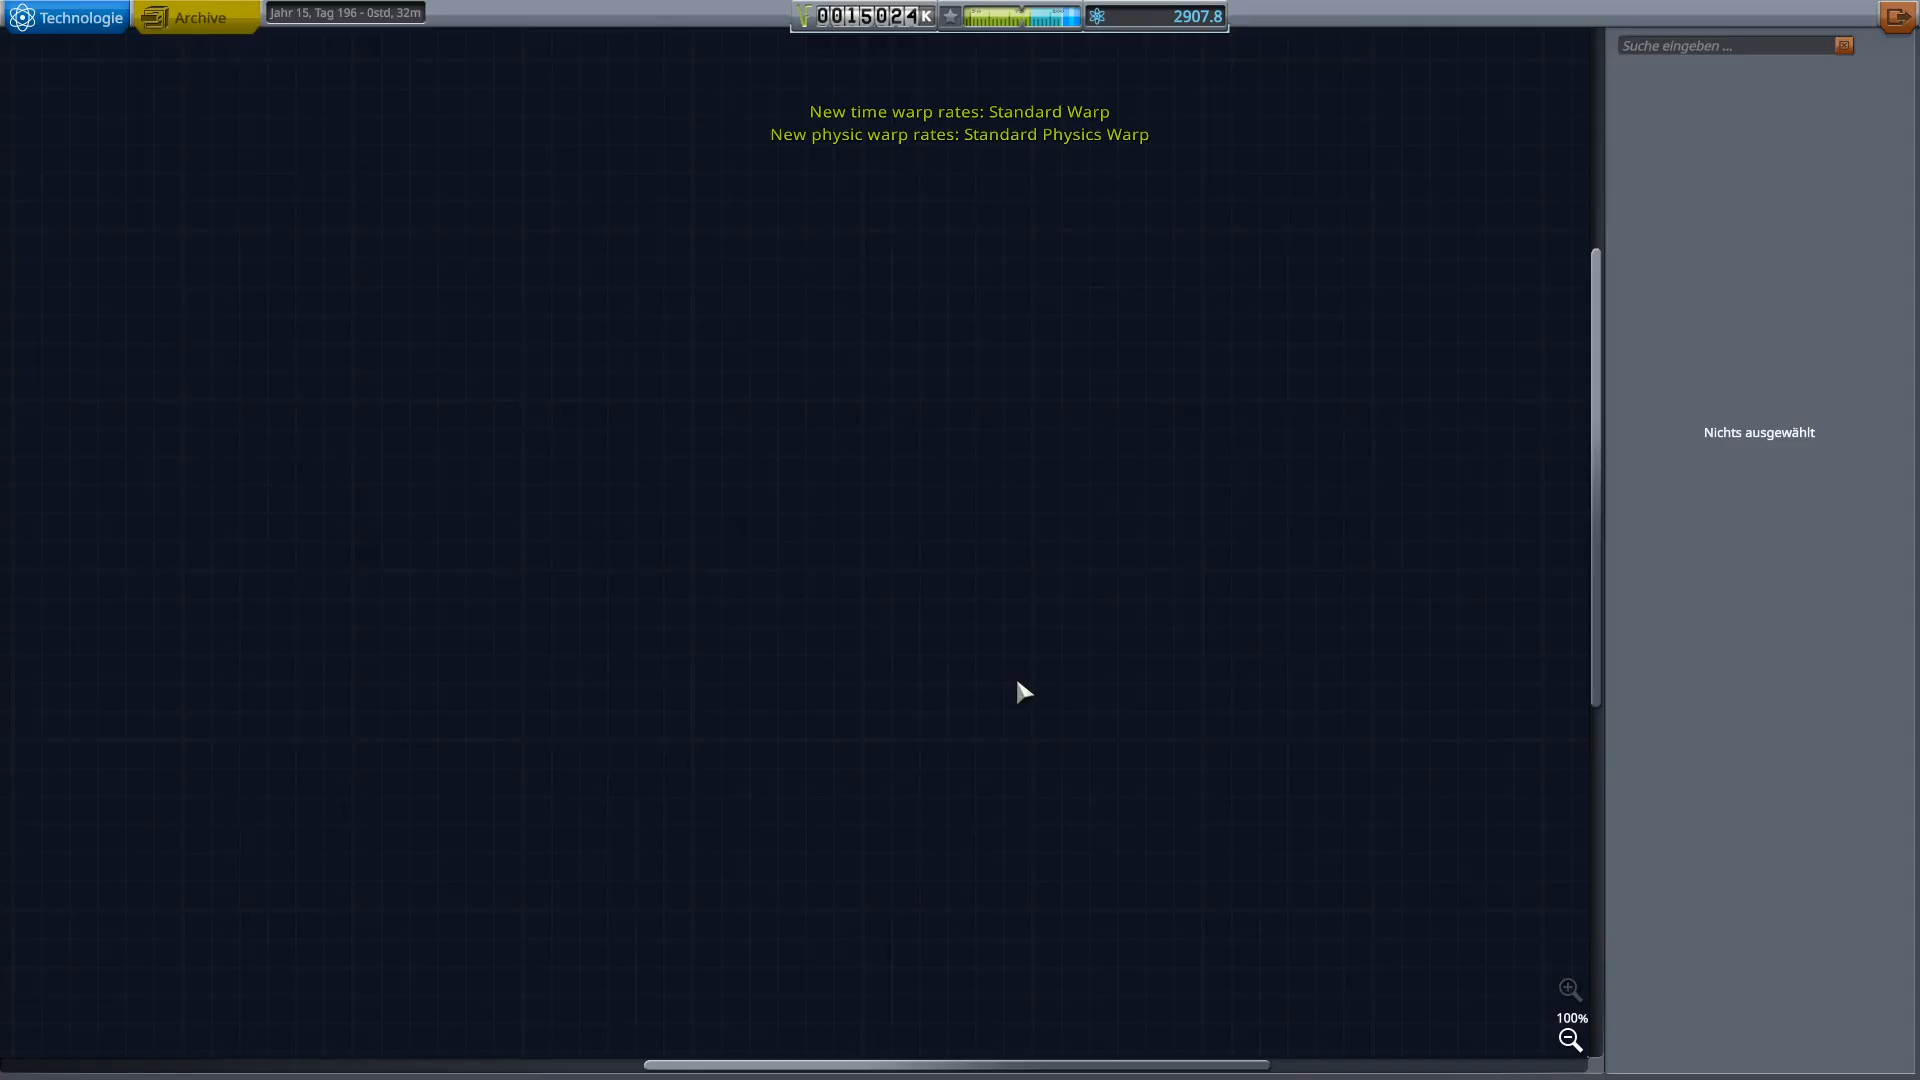 Technologie
Archive
Jahr 15, Tag 196 - 0std, 32m
0015024K
2907.8
Suche eingeben ...
New time warp rates: Standard Warp
New physic warp rates: Standard Physics Warp
Nichts ausgewählt
100%